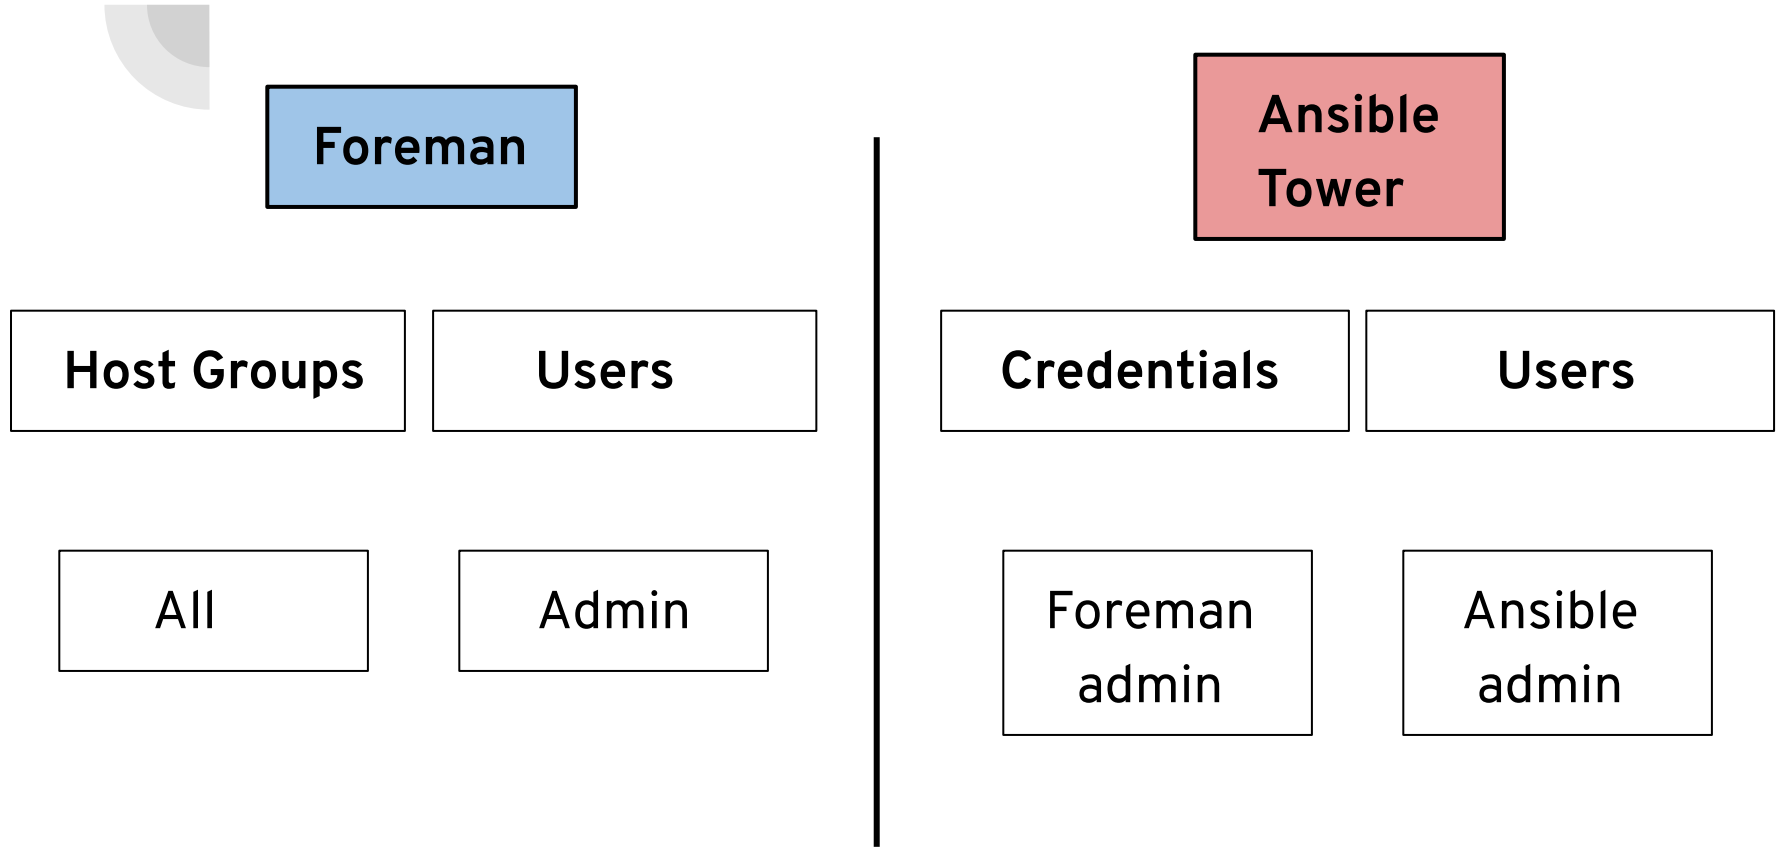 Foreman
Ansible
Tower
Host Groups
Users
Credentials
Users
All
Admin
Foreman
admin
Ansible
admin